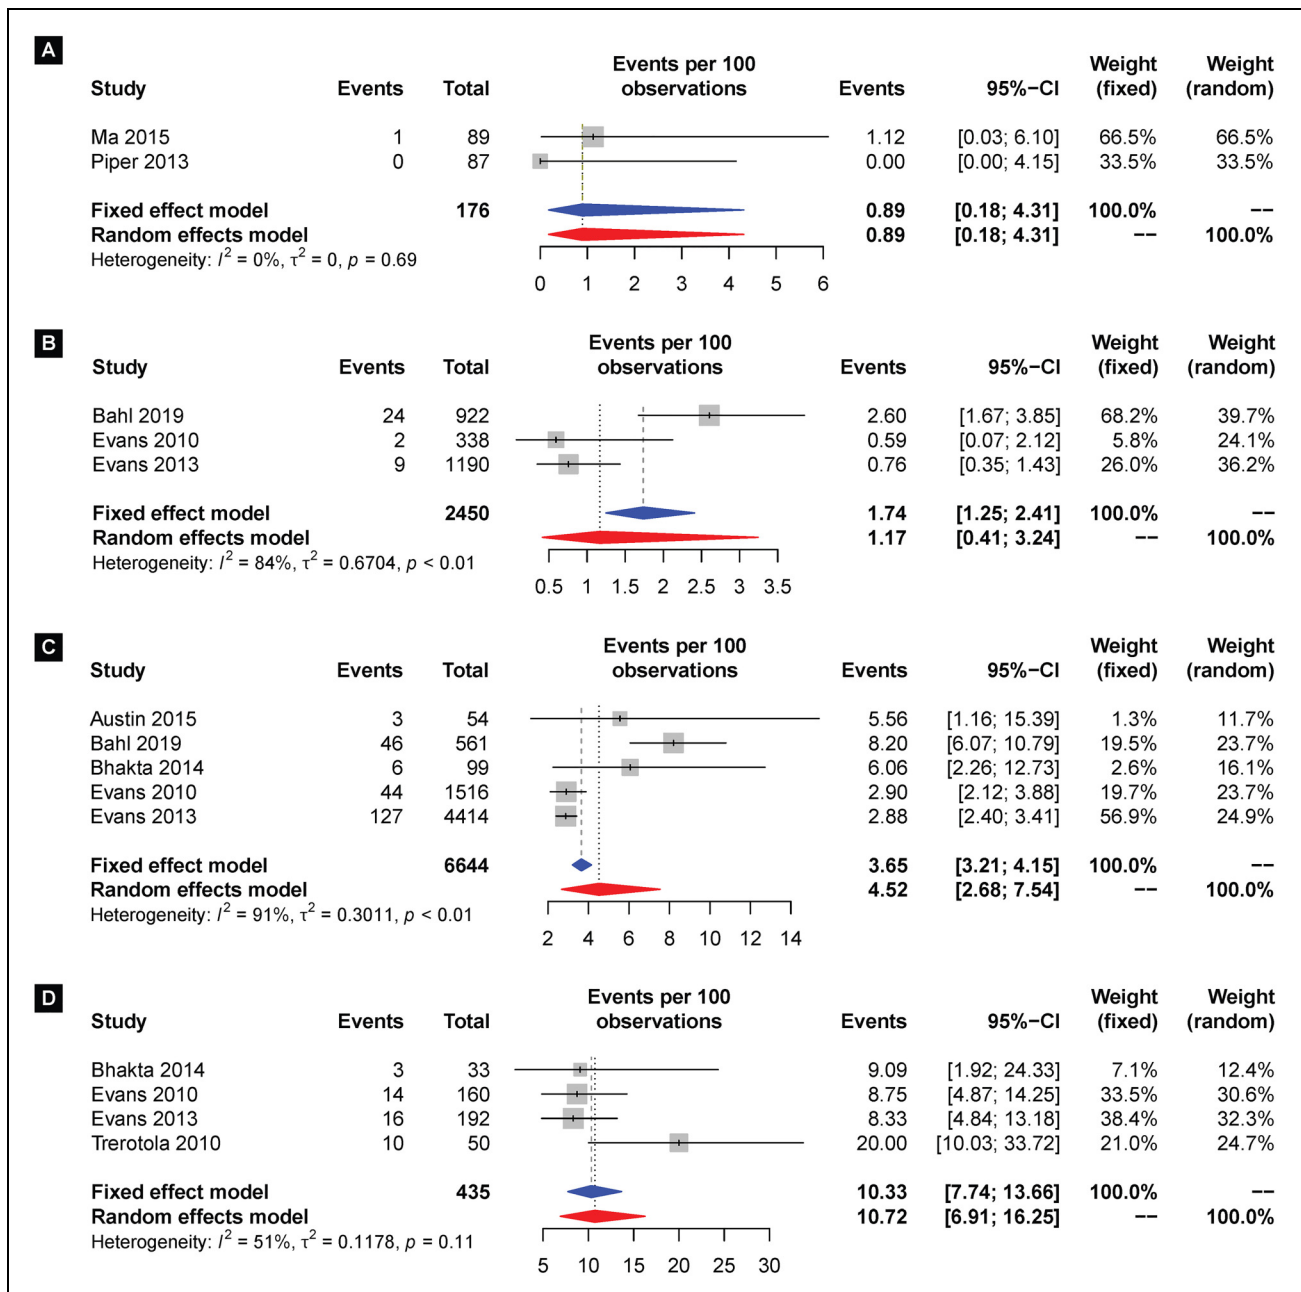 A
Study Events Total Events per 100 observations Events 95%−CI Weight (fixed) Weight (random)
Ma 2015 1 89 1.12 [0.03; 6.10] 66.5% 66.5%
Piper 2013 0 87 0.00 [0.00; 4.15] 33.5% 33.5%
Fixed effect model 176 0.89 [0.18; 4.31] 100.0% −−
Random effects model 0.89 [0.18; 4.31] −− 100.0%
Heterogeneity: I² = 0%, τ² = 0, p = 0.69
0 1 2 3 4 5 6
B
Study Events Total Events per 100 observations Events 95%−CI Weight (fixed) Weight (random)
Bahl 2019 24 922 2.60 [1.67; 3.85] 68.2% 39.7%
Evans 2010 2 338 0.59 [0.07; 2.12] 5.8% 24.1%
Evans 2013 9 1190 0.76 [0.35; 1.43] 26.0% 36.2%
Fixed effect model 2450 1.74 [1.25; 2.41] 100.0% −−
Random effects model 1.17 [0.41; 3.24] −− 100.0%
Heterogeneity: I² = 84%, τ² = 0.6704, p < 0.01
0.5 1 1.5 2 2.5 3 3.5
C
Study Events Total Events per 100 observations Events 95%−CI Weight (fixed) Weight (random)
Austin 2015 3 54 5.56 [1.16; 15.39] 1.3% 11.7%
Bahl 2019 46 561 8.20 [6.07; 10.79] 19.5% 23.7%
Bhakta 2014 6 99 6.06 [2.26; 12.73] 2.6% 16.1%
Evans 2010 44 1516 2.90 [2.12; 3.88] 19.7% 23.7%
Evans 2013 127 4414 2.88 [2.40; 3.41] 56.9% 24.9%
Fixed effect model 6644 3.65 [3.21; 4.15] 100.0% −−
Random effects model 4.52 [2.68; 7.54] −− 100.0%
Heterogeneity: I² = 91%, τ² = 0.3011, p < 0.01
2 4 6 8 10 12 14
D
Study Events Total Events per 100 observations Events 95%−CI Weight (fixed) Weight (random)
Bhakta 2014 3 33 9.09 [1.92; 24.33] 7.1% 12.4%
Evans 2010 14 160 8.75 [4.87; 14.25] 33.5% 30.6%
Evans 2013 16 192 8.33 [4.84; 13.18] 38.4% 32.3%
Trerotola 2010 10 50 20.00 [10.03; 33.72] 21.0% 24.7%
Fixed effect model 435 10.33 [7.74; 13.66] 100.0% −−
Random effects model 10.72 [6.91; 16.25] −− 100.0%
Heterogeneity: I² = 51%, τ² = 0.1178, p = 0.11
5 10 15 20 25 30